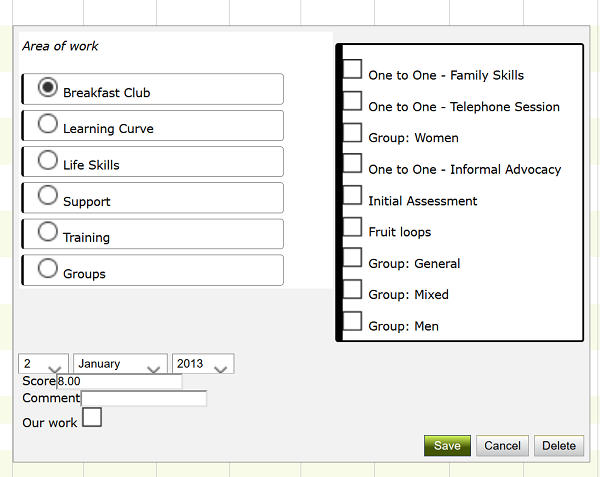 Area of work
Breakfast Club
Learning Curve
Life Skills
Support
Training
Groups
One to One - Family Skills
One to One - Telephone Session
Group: Women
One to One - Informal Advocacy
Initial Assessment
Fruit loops
Group: General
Group: Mixed
Group: Men
2 January 2013
Score 8.00
Comment
Our work
Save Cancel Delete